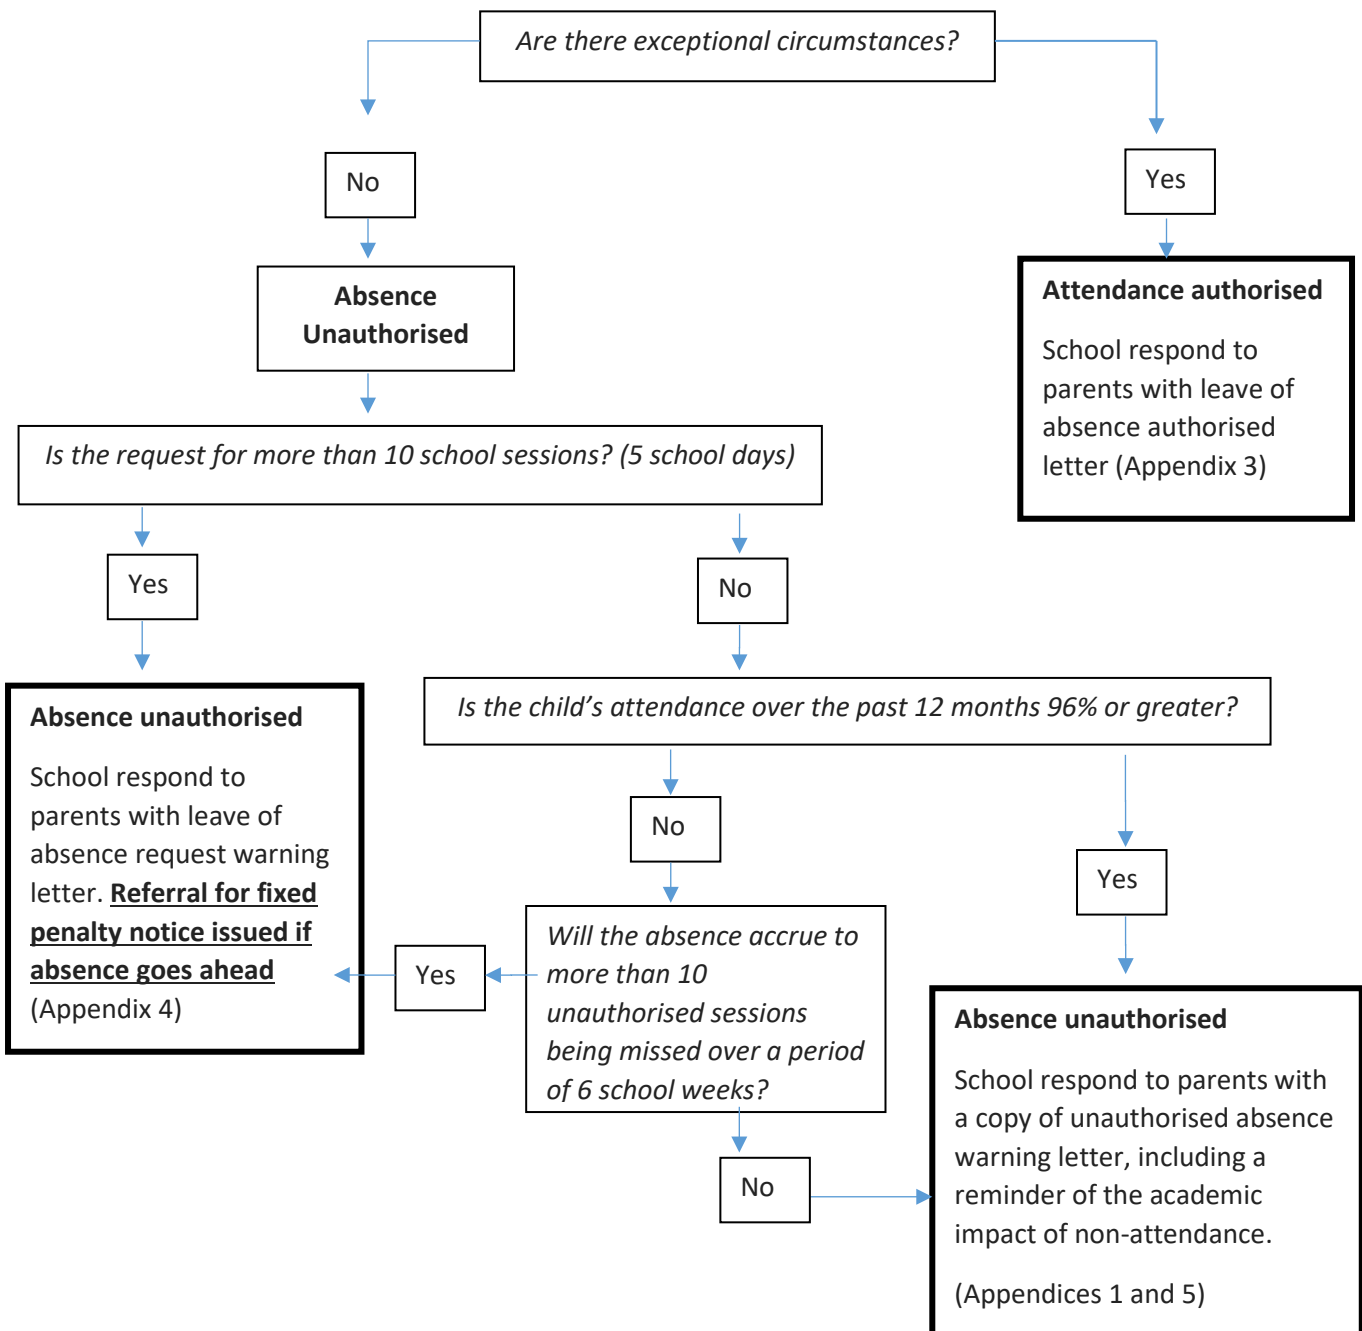 Are there exceptional circumstances?
No
Yes
Absence
Unauthorised
Attendance authorised
School respond to
parents with leave of
absence authorised
letter (Appendix 3)
Is the request for more than 10 school sessions? (5 school days)
Yes
No
Is the child’s attendance over the past 12 months 96% or greater?
Absence unauthorised
School respond to
parents with leave of
absence request warning
letter. Referral for fixed
penalty notice issued if
absence goes ahead
(Appendix 4)
No
Yes
Will the absence accrue to
more than 10
unauthorised sessions
being missed over a period
of 6 school weeks?
Yes
No
Absence unauthorised
School respond to parents with
a copy of unauthorised absence
warning letter, including a
reminder of the academic
impact of non-attendance.
(Appendices 1 and 5)